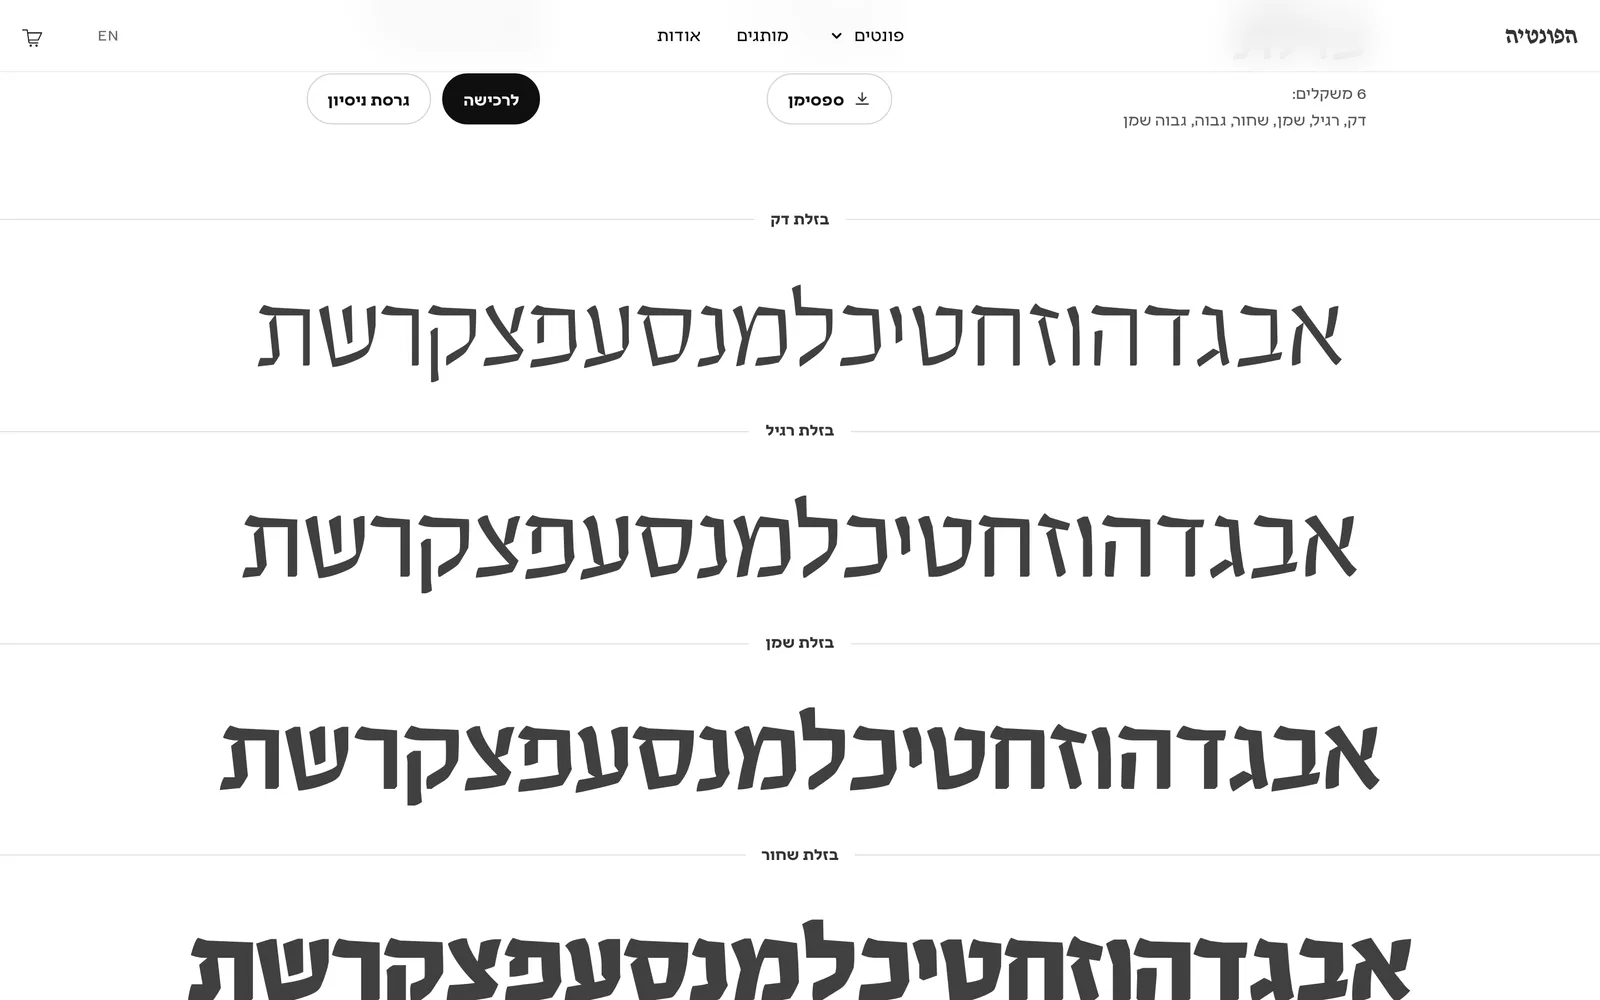 הפונטיה
פונטים
מותגים
אודות
EN
6 משקלים:
דק, רגיל, שמן, שחור, גבוה, גבוה שמן
ספסימן
לרכישה
גרסת ניסיון
בזלת דק
אבגדהוזחטיכלמנסעפצקרשת
בזלת רגיל
אבגדהוזחטיכלמנסעפצקרשת
בזלת שמן
אבגדהוזחטיכלמנסעפצקרשת
בזלת שחור
אבגדהוזחטיכלמנסעפצקרשת